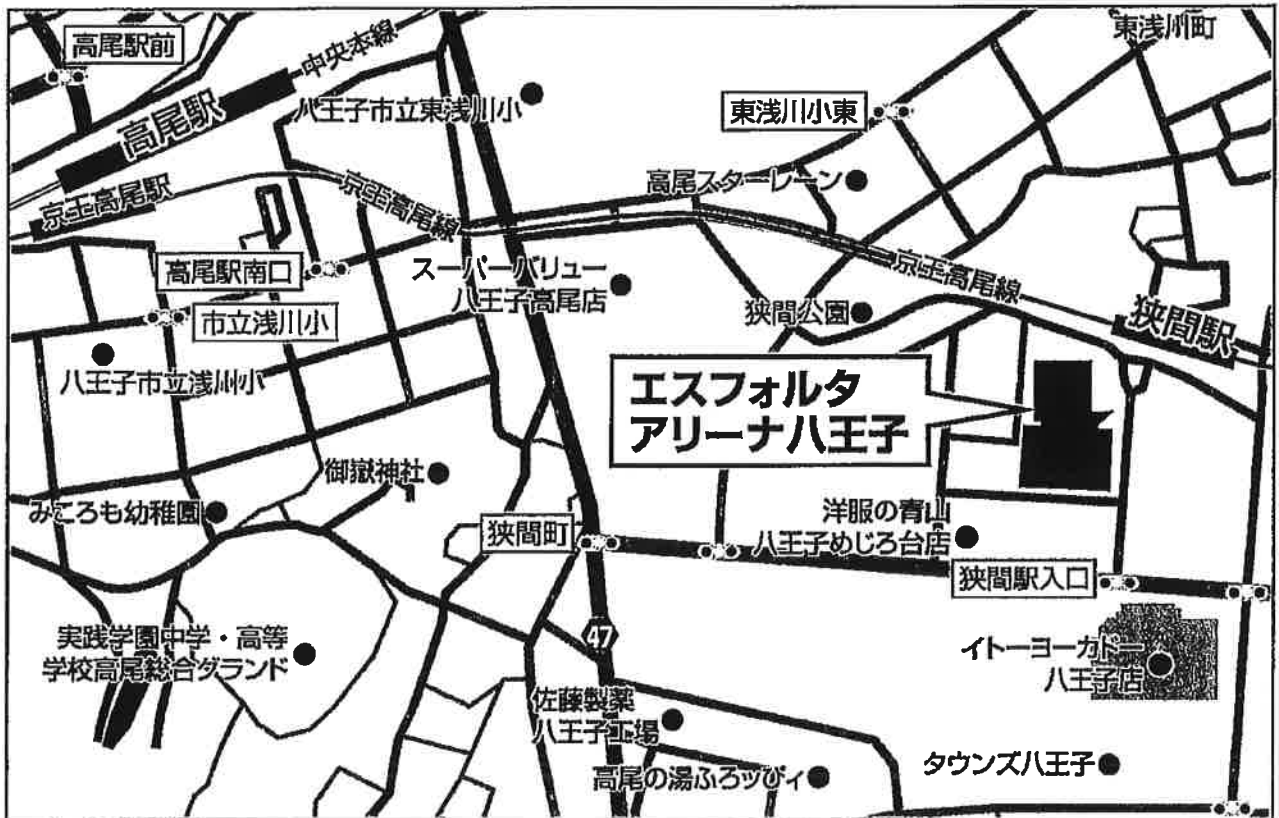 高尾駅前
中央本線
東浅川町
高尾駅
八王子市立東浅川小
東浅川小東
京王高尾駅
京王高尾線
高尾スターレーン
高尾駅南口
スーパーバリュー
八王子高尾店
京王高尾線
市立浅川小
狭間公園
狭間駅
八王子市立浅川小
エスフォルタ
アリーナ八王子
御嶽神社
みころも幼稚園
狭間町
洋服の青山
八王子めじろ台店
狭間駅入口
47
実践学園中学・高等
学校高尾総合グランド
イトーヨーカドー
八王子店
佐藤製薬
八王子工場
高尾の湯ふろッぴィ
タウンズ八王子